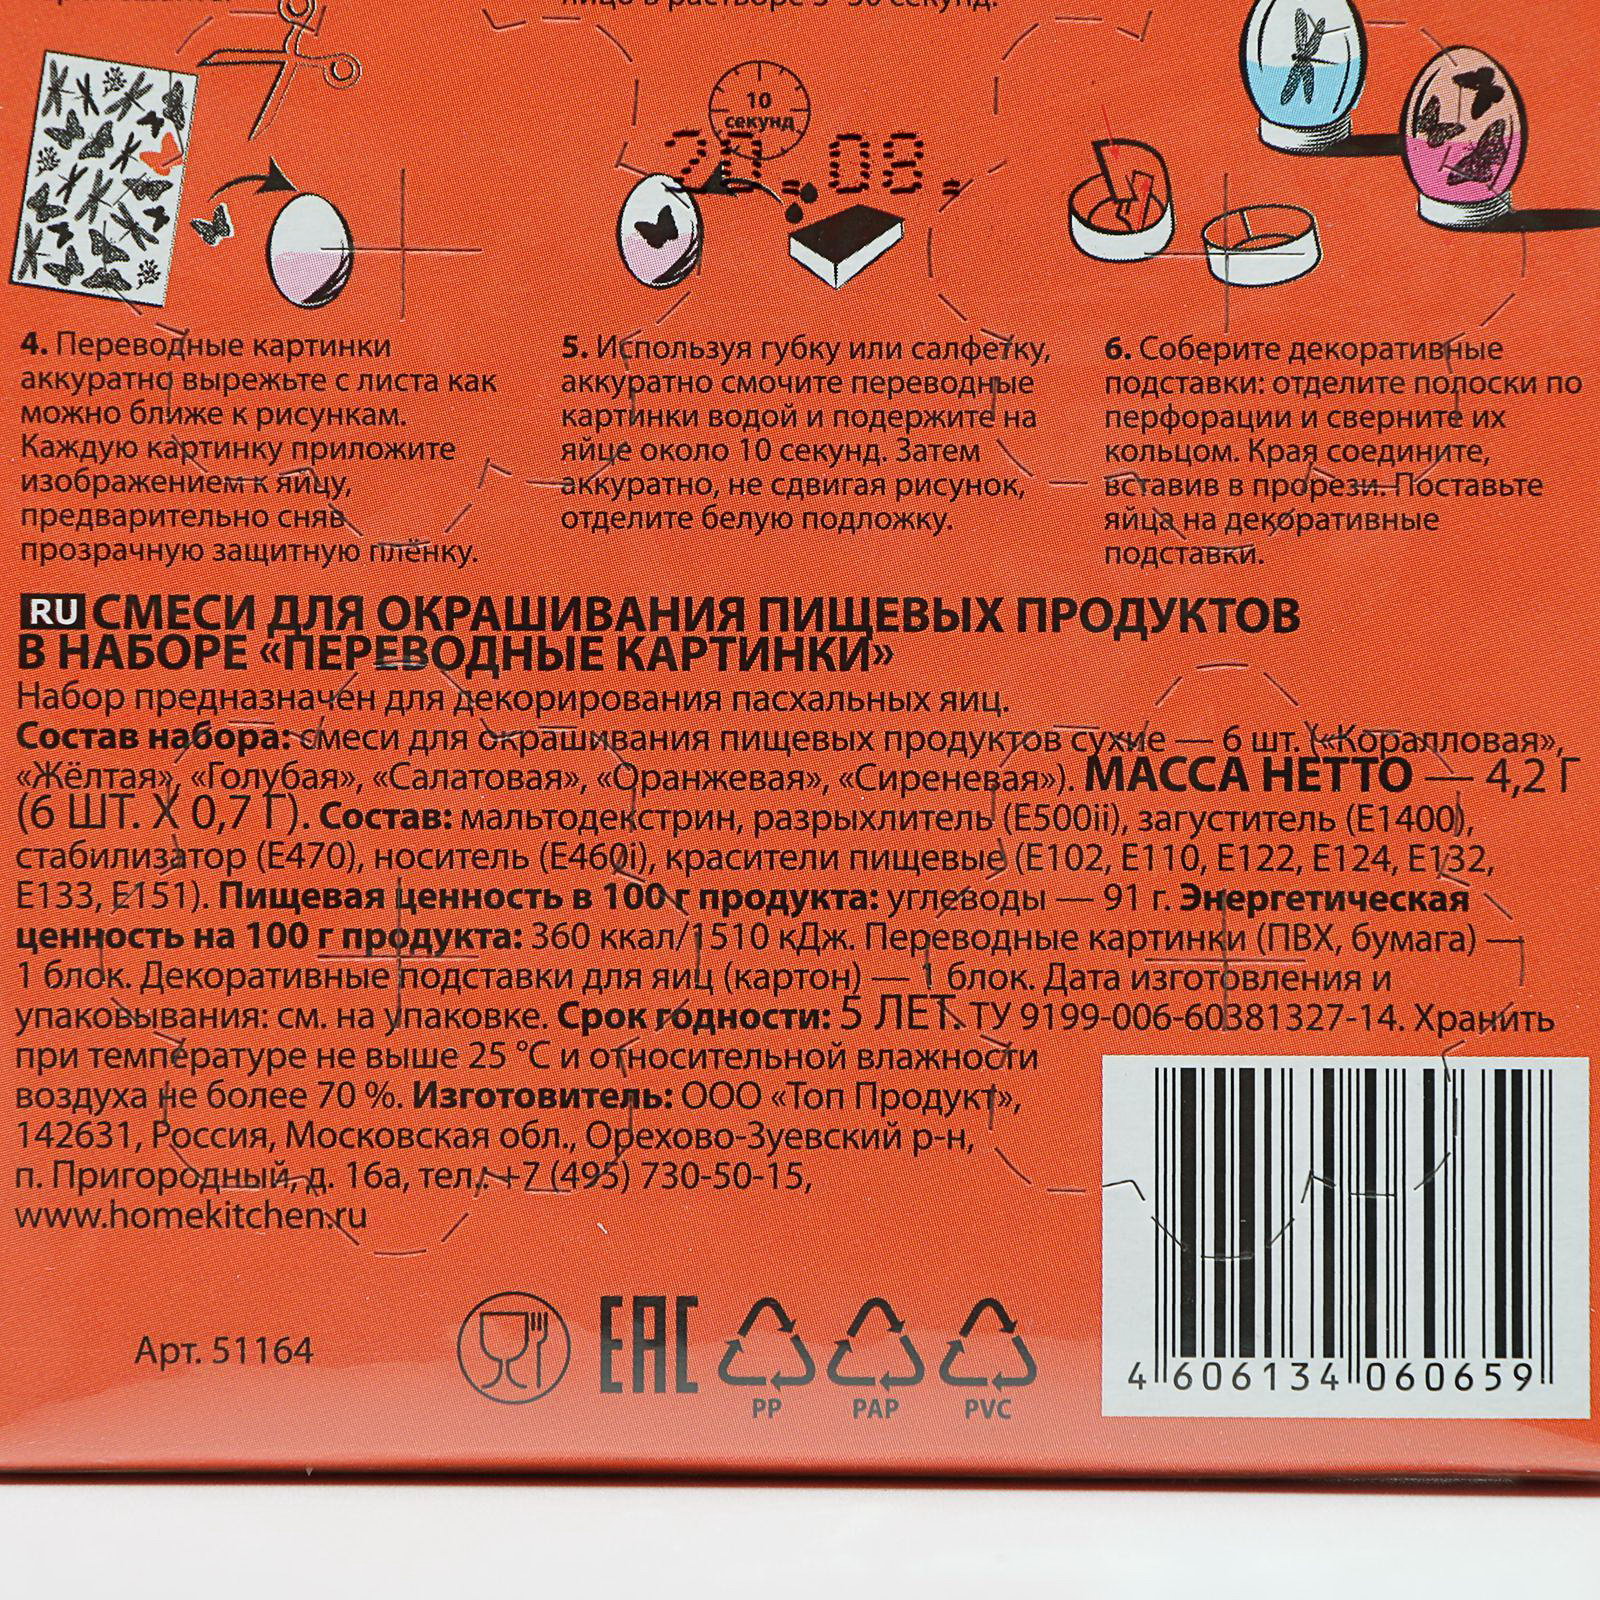 10
секунд
20.08.
4. Переводные картинки
аккуратно вырежьте с листа как
можно ближе к рисункам.
Каждую картинку приложите
изображением к яйцу,
предварительно сняв
прозрачную защитную плёнку.
5. Используя губку или салфетку,
аккуратно смочите переводные
картинки водой и подержите на
яйце около 10 секунд. Затем
аккуратно, не сдвигая рисунок,
отделите белую подложку.
6. Соберите декоративные
подставки: отделите полоски по
перфорации и сверните их
кольцом. Края соедините,
вставив в прорези. Поставьте
яйца на декоративные
подставки.
RU СМЕСИ ДЛЯ ОКРАШИВАНИЯ ПИЩЕВЫХ ПРОДУКТОВ
В НАБОРЕ «ПЕРЕВОДНЫЕ КАРТИНКИ»
Набор предназначен для декорирования пасхальных яиц.
Состав набора: смеси для окрашивания пищевых продуктов сухие — 6 шт. («Коралловая»,
«Жёлтая», «Голубая», «Салатовая», «Оранжевая», «Сиреневая»). МАССА НЕТТО — 4,2 Г
(6 ШТ. Х 0,7 Г). Состав: мальтодекстрин, разрыхлитель (Е500ii), загуститель (Е1400),
стабилизатор (Е470), носитель (Е460i), красители пищевые (Е102, Е110, Е122, Е124, Е132,
Е133, Е151). Пищевая ценность в 100 г продукта: углеводы — 91 г. Энергетическая
ценность на 100 г продукта: 360 ккал/1510 кДж. Переводные картинки (ПВХ, бумага) —
1 блок. Декоративные подставки для яиц (картон) — 1 блок. Дата изготовления и
упаковывания: см. на упаковке. Срок годности: 5 ЛЕТ. ТУ 9199-006-60381327-14. Хранить
при температуре не выше 25 °С и относительной влажности
воздуха не более 70 %. Изготовитель: ООО «Топ Продукт»,
142631, Россия, Московская обл., Орехово-Зуевский р-н,
п. Пригородный, д. 16а, тел.: +7 (495) 730-50-15,
www.homekitchen.ru
Арт. 51164
EAC
PP
PAP
PVC
4 606134 060659